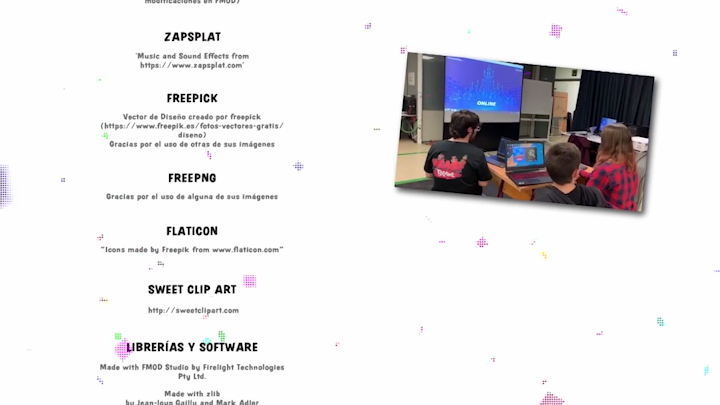 modificaciones en FMOD)
ZAPSPLAT
'Music and Sound Effects from
https://www.zapsplat.com'
FREEPICK
Vector de Diseño creado por freepick
(https://www.freepik.es/fotos-vectores-gratis/
diseno)
Gracias por el uso de otras de sus imágenes
FREEPNG
Gracias por el uso de alguna de sus imágenes
FLATICON
"Icons made by Freepik from www.flaticon.com"
SWEET CLIP ART
http://sweetclipart.com
LIBRERÍAS Y SOFTWARE
Made with FMOD Studio by Firelight Technologies
Pty Ltd.
Made with zlib
by Jean-loup Gailly and Mark Adler
ONLINE